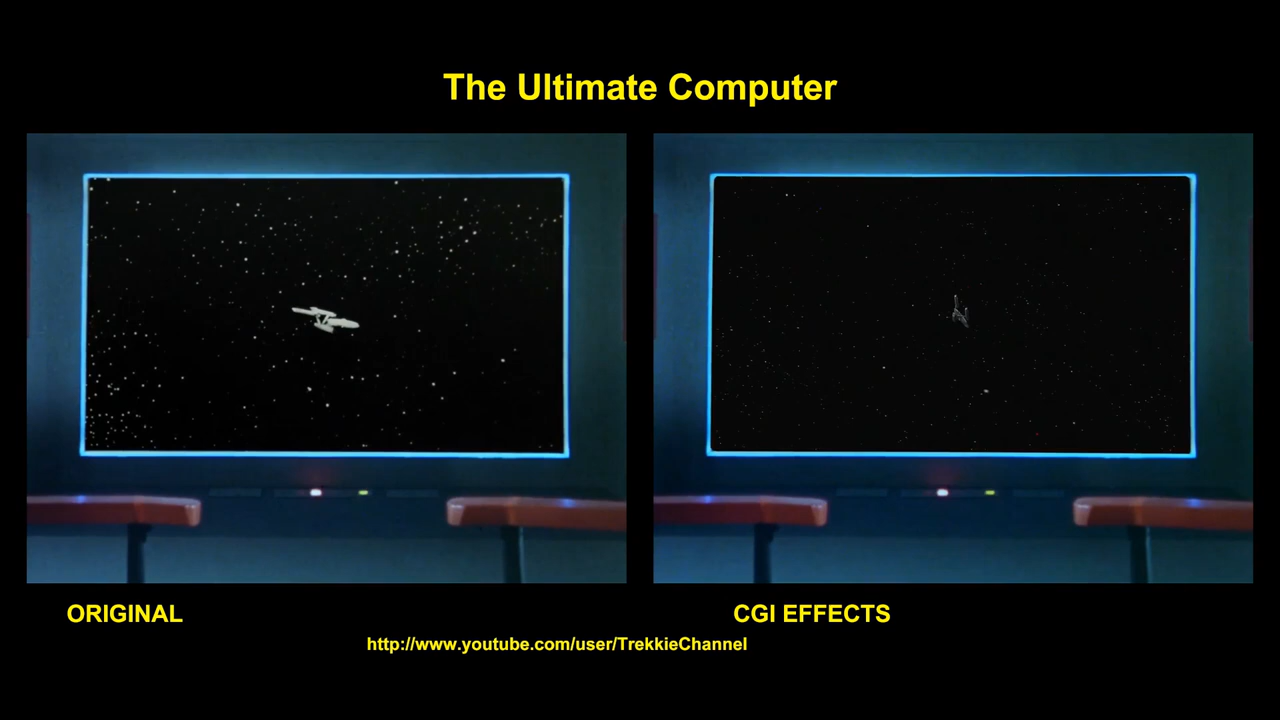 The Ultimate Computer
ORIGINAL
CGI EFFECTS
http://www.youtube.com/user/TrekkieChannel